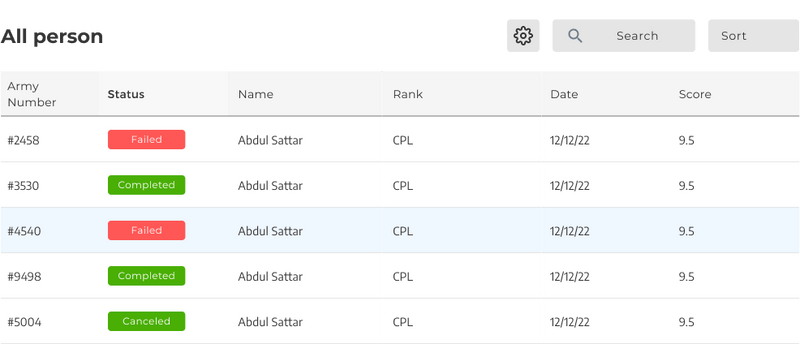 All person
Search
Sort
Army Number
Status
Name
Rank
Date
Score
#2458 Failed Abdul Sattar CPL 12/12/22 9.5
#3530 Completed Abdul Sattar CPL 12/12/22 9.5
#4540 Failed Abdul Sattar CPL 12/12/22 9.5
#9498 Completed Abdul Sattar CPL 12/12/22 9.5
#5004 Canceled Abdul Sattar CPL 12/12/22 9.5